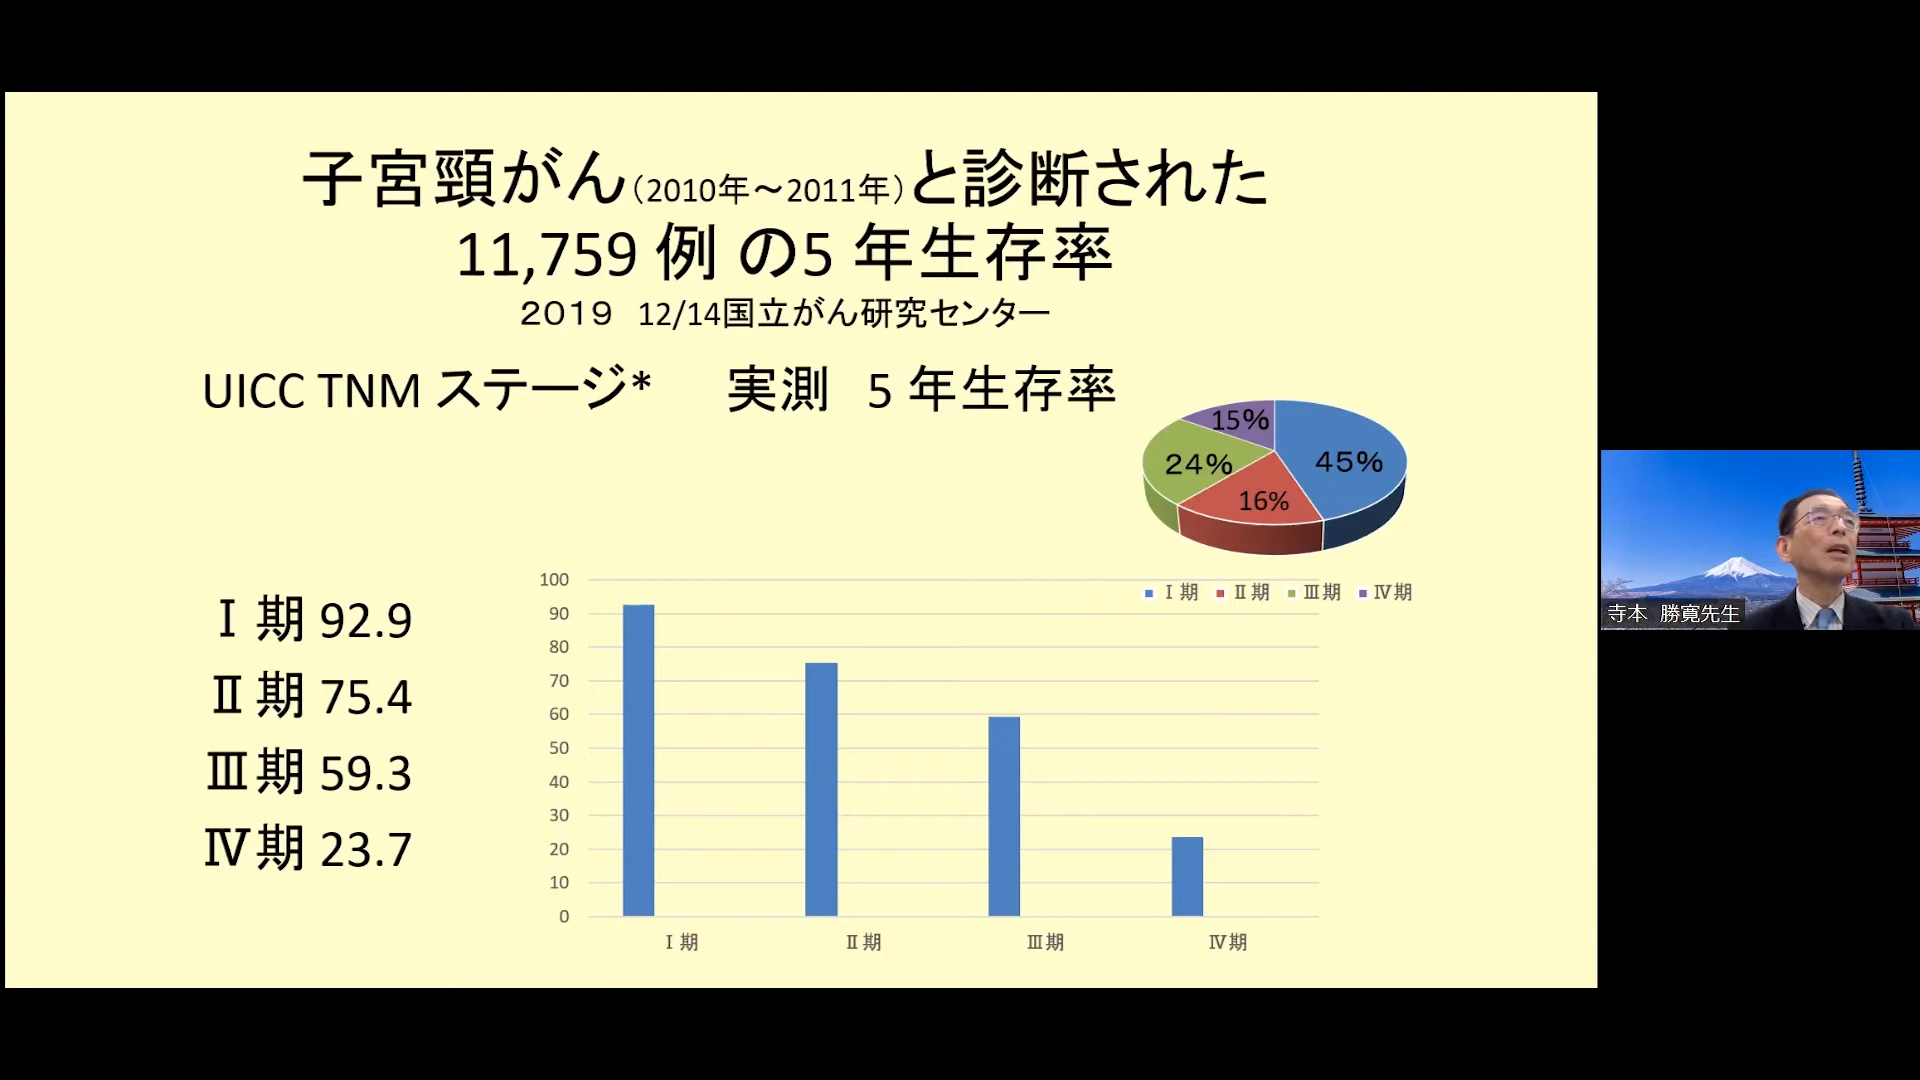 子宮頸がん（2010年～2011年）と診断された
11,759 例 の5 年生存率
２０１９　12/14国立がん研究センター
UICC TNM ステージ*　実測　5 年生存率
15%
45%
24%
16%
Ⅰ期 Ⅱ期 Ⅲ期 Ⅳ期
Ⅰ期 92.9
Ⅱ期 75.4
Ⅲ期 59.3
Ⅳ期 23.7
100
90
80
70
60
50
40
30
20
10
0
Ⅰ期 Ⅱ期 Ⅲ期 Ⅳ期
寺本　勝寛先生